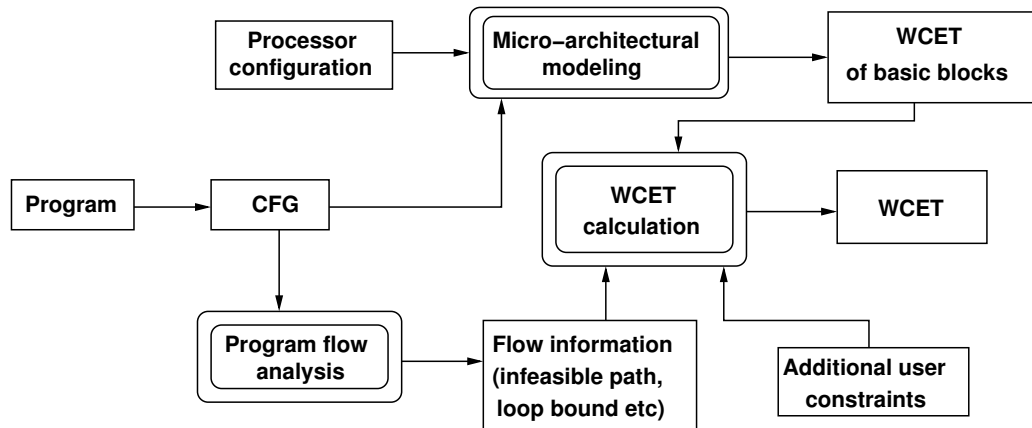 Processor
configuration
Micro−architectural
modeling
WCET
of basic blocks
Program
CFG
WCET
calculation
WCET
Program flow
analysis
Flow information
(infeasible path,
loop bound etc)
Additional user
constraints